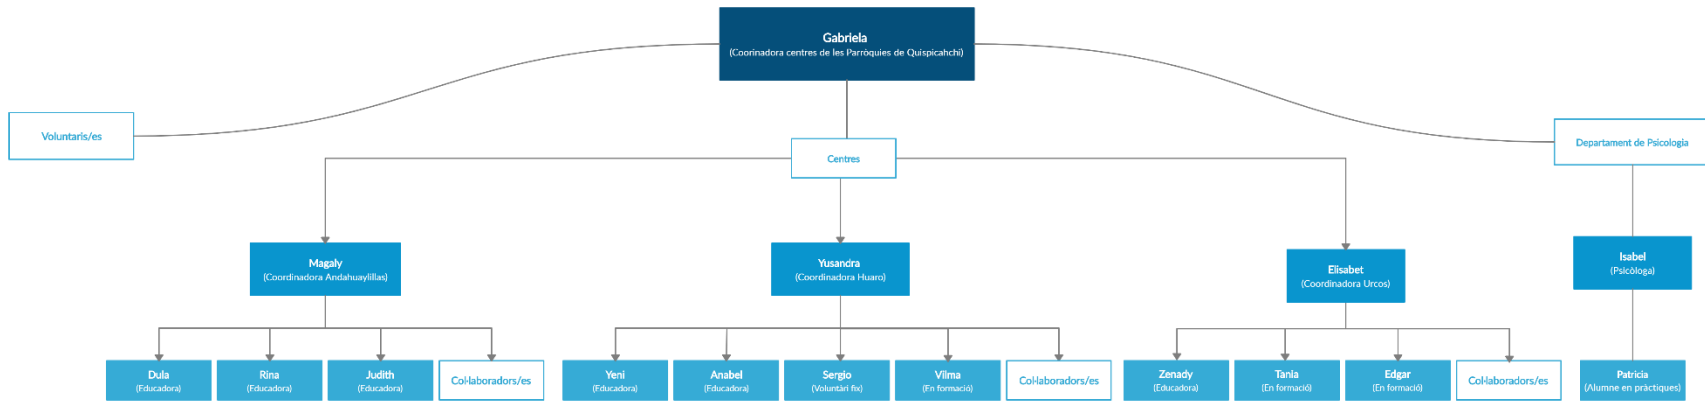 Gabriela
(Coorinadora centres de les Parròquies de Quispicahchi)
Voluntaris/es
Centres
Departament de Psicologia
Magaly
(Coordinadora Andahuaylillas)
Yusandra
(Coordinadora Huaro)
Elisabet
(Coordinadora Urcos)
Isabel
(Psicòloga)
Dula
(Educadora)
Rina
(Educadora)
Judith
(Educadora)
Col·laboradors/es
Yeni
(Educadora)
Anabel
(Educadora)
Sergio
(Voluntári fix)
Vilma
(En formació)
Col·laboradors/es
Zenady
(Educadora)
Tania
(En formació)
Edgar
(En formació)
Col·laboradors/es
Patricia
(Alumne en pràctiques)